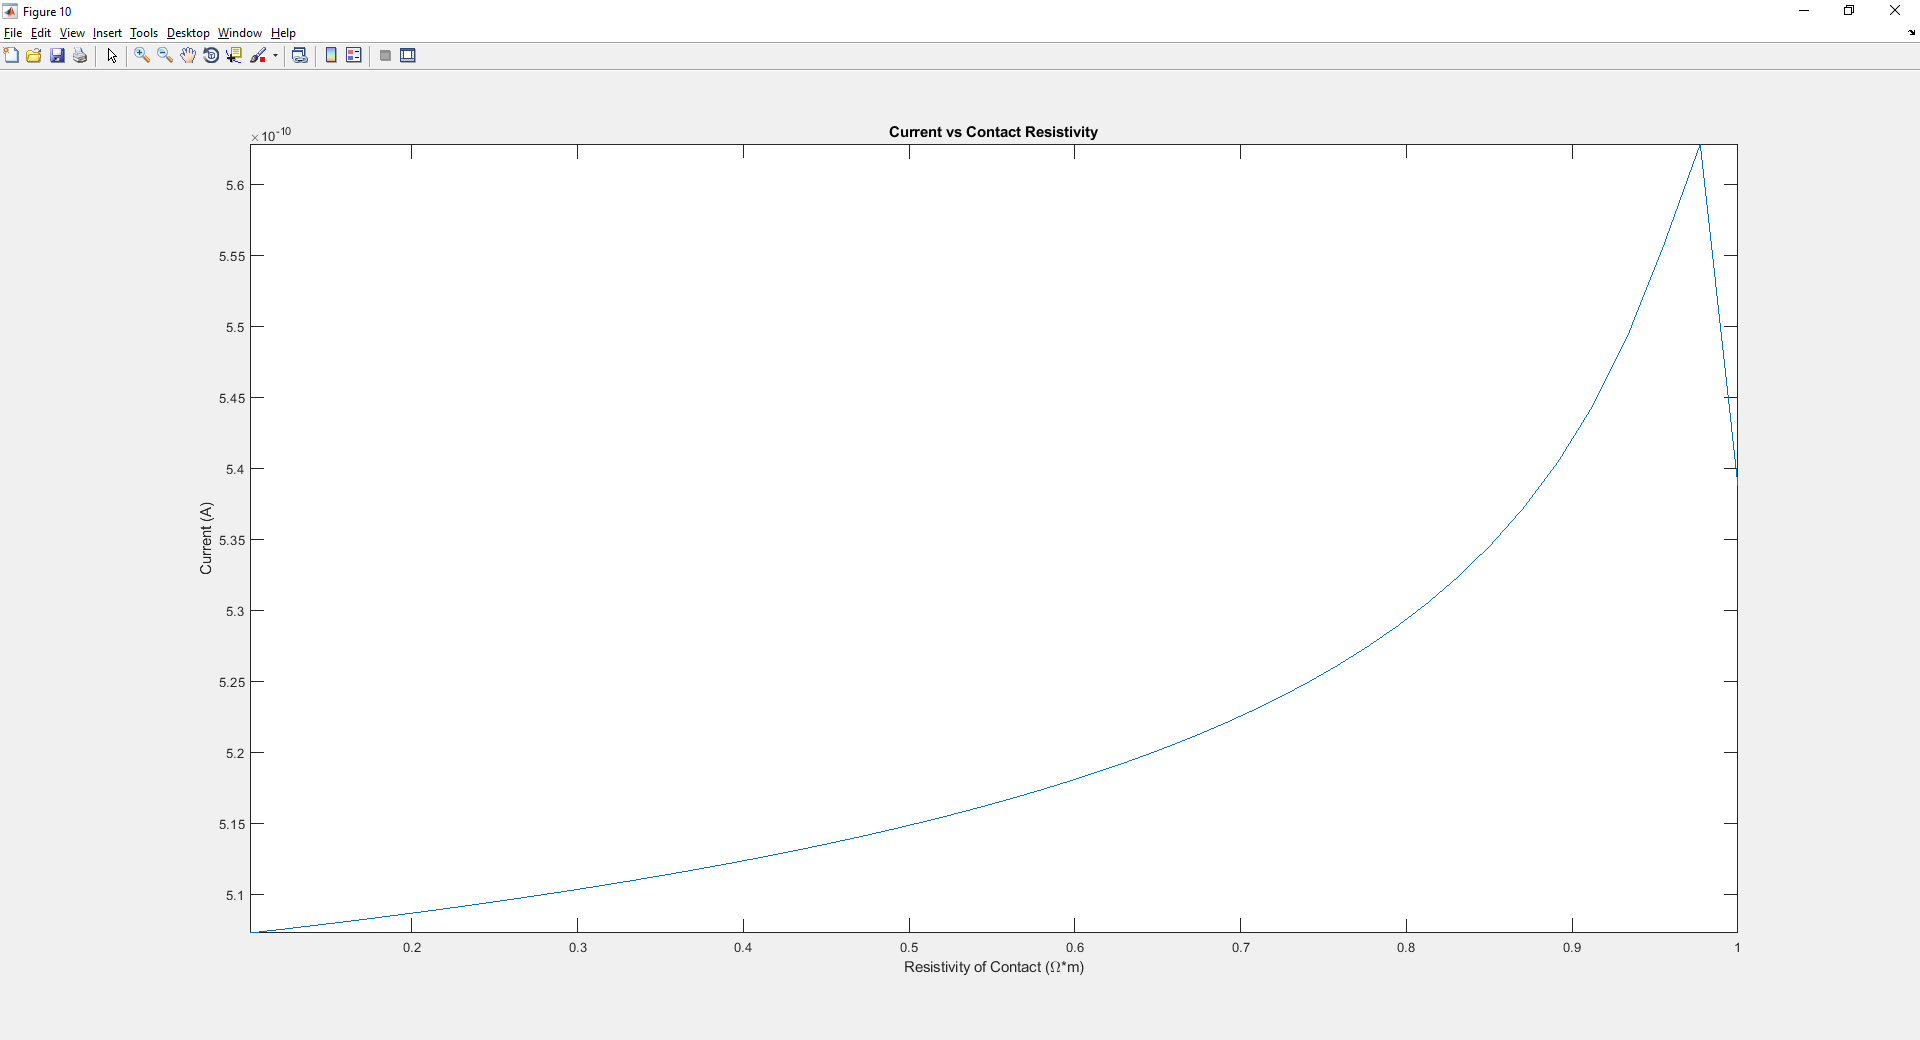 Figure 10
File Edit View Insert Tools Desktop Window Help
×10-10
Current vs Contact Resistivity
5.6
5.55
5.5
5.45
5.4
5.35
5.3
5.25
5.2
5.15
5.1
Current (A)
0.2 0.3 0.4 0.5 0.6 0.7 0.8 0.9 1
Resistivity of Contact (Ω*m)